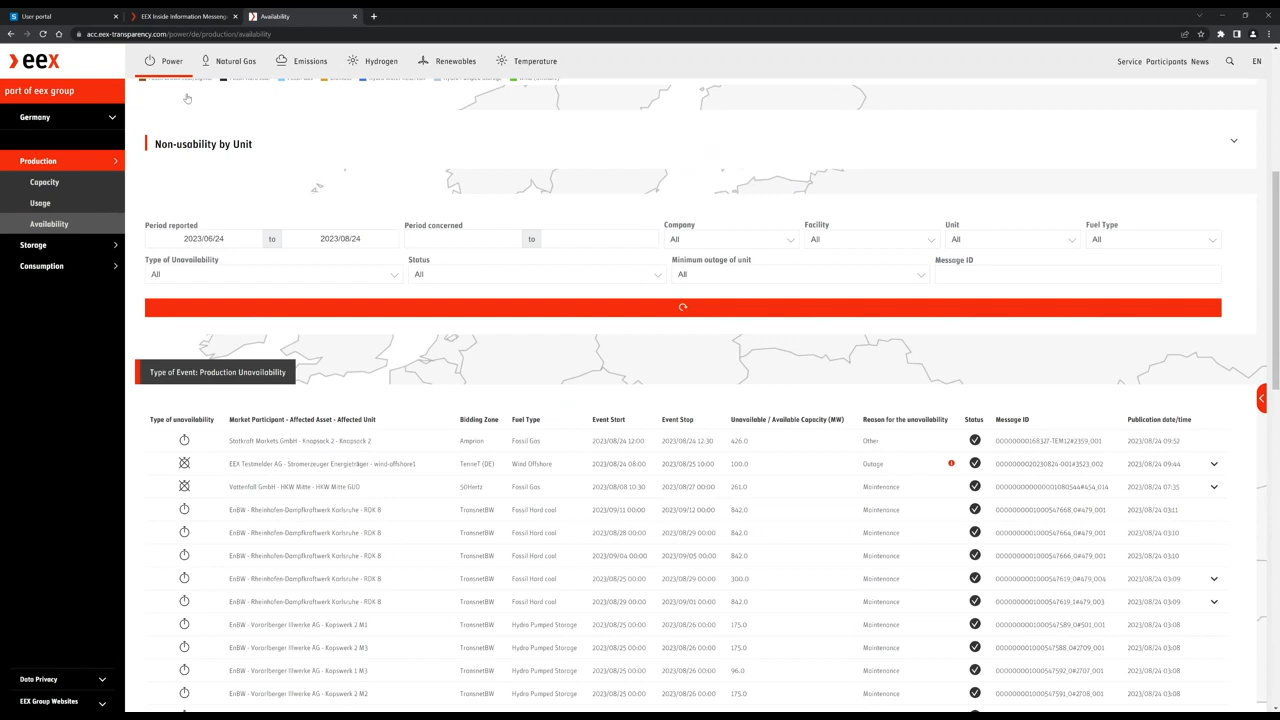 User portal
EEX Inside Information Messeng
Availability
acc.eex-transparency.com/power/de/production/availability
eex
part of eex group
Power
Natural Gas
Emissions
Hydrogen
Renewables
Temperature
Service
Participants
News
EN
Germany
Production
Capacity
Usage
Availability
Storage
Consumption
Data Privacy
EEX Group Websites
Non-usability by Unit
Period reported
Period concerned
Company
Facility
Unit
Fuel Type
2023/06/24 to 2023/08/24
to
All
All
All
All
Type of Unavailability
Status
Minimum outage of unit
Message ID
All
All
All
Type of Event: Production Unavailability
Type of unavailability Market Participant - Affected Asset - Affected Unit Bidding Zone Fuel Type Event Start Event Stop Unavailable / Available Capacity (MW) Reason for the unavailability Status Message ID Publication date/time
Statkraft Markets GmbH - Knapsack 2 - Knapsack 2 Amprion Fossil Gas 2023/08/24 12:00 2023/08/24 12:30 426.0 Other 00000000168327-TEM12#2359_001 2023/08/24 09:52
EEX Testmelder AG - Stromerzeuger Energieträger - wind-offshore1 TenneT (DE) Wind Offshore 2023/08/24 08:00 2023/08/25 10:00 100.0 Outage 000000020230824-001#3523_002 2023/08/24 09:44
Vattenfall GmbH - HKW Mitte - HKW Mitte GUD 50Hertz Fossil Gas 2023/08/08 10:30 2023/08/27 00:00 261.0 Maintenance 2023/08/24 07:35
EnBW - Rheinhafen-Dampfkraftwerk Karlsruhe - RDK 8 TransnetBW Fossil Hard coal 2023/09/11 00:00 2023/09/12 00:00 842.0 Maintenance 2023/08/24 03:11
EnBW - Rheinhafen-Dampfkraftwerk Karlsruhe - RDK 8 TransnetBW Fossil Hard coal 2023/08/28 00:00 2023/08/29 00:00 842.0 Maintenance 2023/08/24 03:10
EnBW - Rheinhafen-Dampfkraftwerk Karlsruhe - RDK 8 TransnetBW Fossil Hard coal 2023/09/04 00:00 2023/09/05 00:00 842.0 Maintenance 2023/08/24 03:10
EnBW - Rheinhafen-Dampfkraftwerk Karlsruhe - RDK 8 TransnetBW Fossil Hard coal 2023/08/25 00:00 2023/08/29 00:00 300.0 Maintenance 2023/08/24 03:09
EnBW - Rheinhafen-Dampfkraftwerk Karlsruhe - RDK 8 TransnetBW Fossil Hard coal 2023/08/29 00:00 2023/09/01 00:00 842.0 Maintenance 2023/08/24 03:09
EnBW - Vorarlberger Illwerke AG - Kopswerk 2 M1 TransnetBW Hydro Pumped Storage 2023/08/25 00:00 2023/08/26 00:00 175.0 Maintenance 2023/08/24 03:08
EnBW - Vorarlberger Illwerke AG - Kopswerk 2 M3 TransnetBW Hydro Pumped Storage 2023/08/25 00:00 2023/08/26 00:00 175.0 Maintenance 2023/08/24 03:08
EnBW - Vorarlberger Illwerke AG - Kopswerk 1 M3 TransnetBW Hydro Pumped Storage 2023/08/25 00:00 2023/08/26 00:00 96.0 Maintenance 2023/08/24 03:08
EnBW - Vorarlberger Illwerke AG - Kopswerk 2 M2 TransnetBW Hydro Pumped Storage 2023/08/25 00:00 2023/08/26 00:00 175.0 Maintenance 2023/08/24 03:08